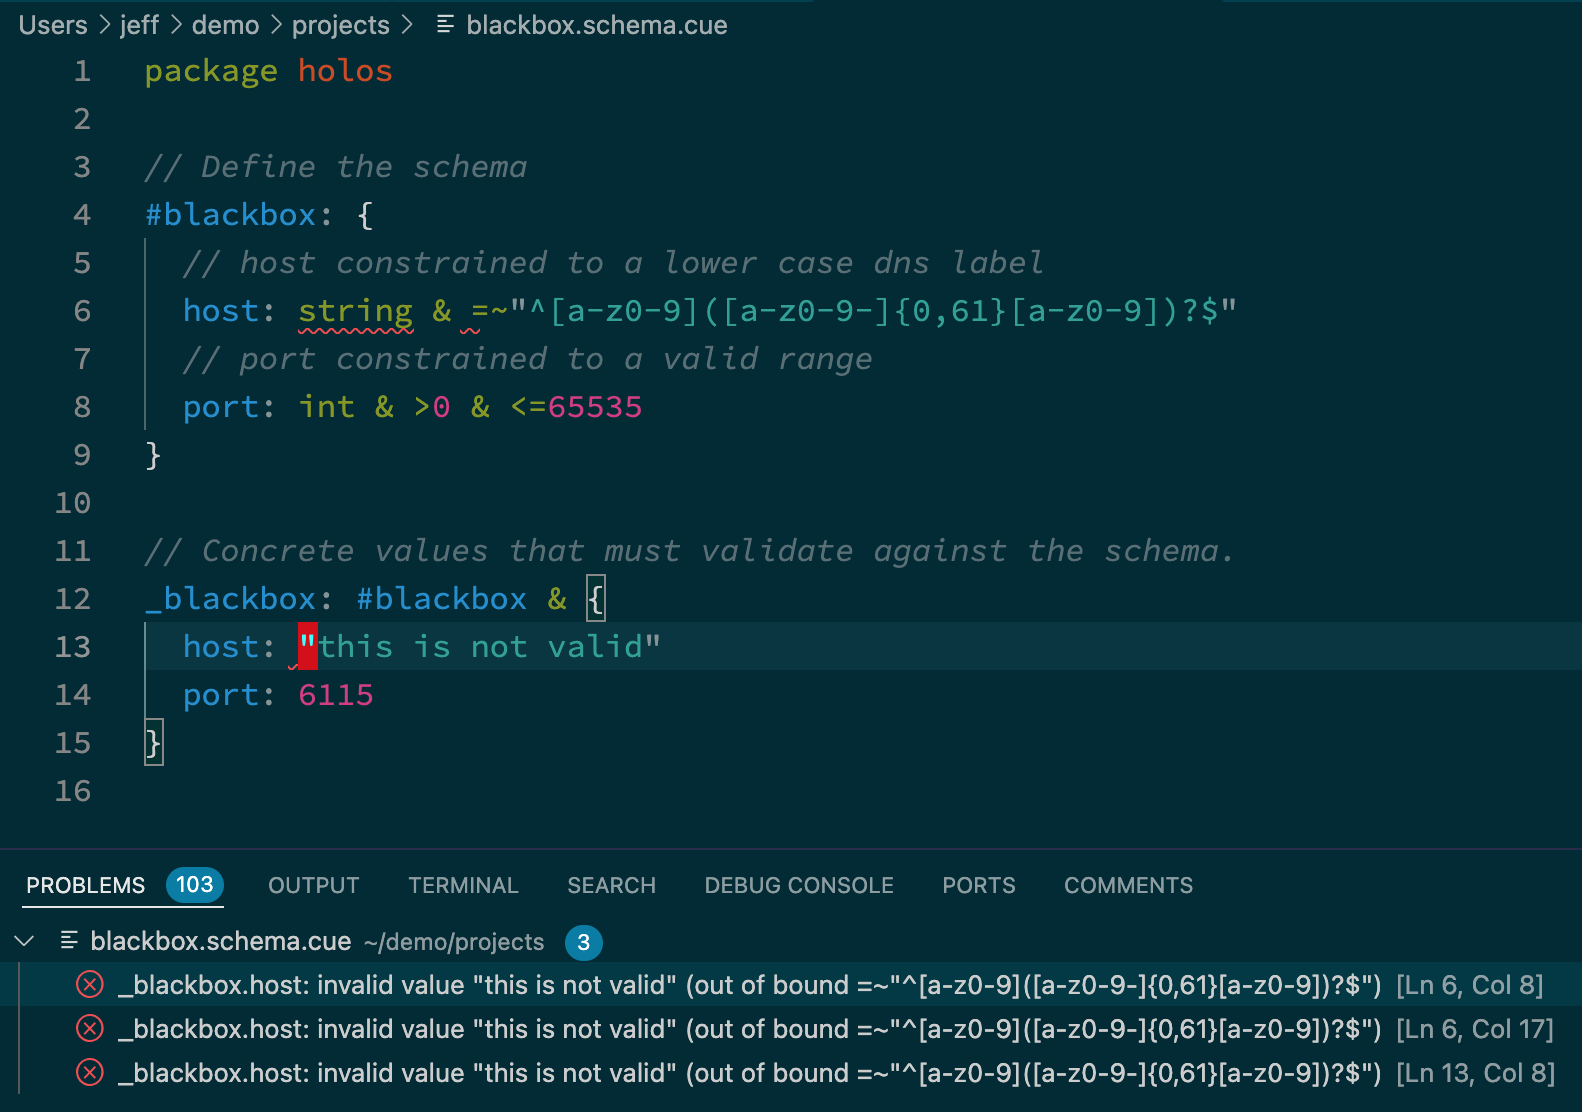 Users > jeff > demo > projects > blackbox.schema.cue
1 package holos
2
3 // Define the schema
4 #blackbox: {
5   // host constrained to a lower case dns label
6   host: string & =~"^[a-z0-9]([a-z0-9-]{0,61}[a-z0-9])?$"
7   // port constrained to a valid range
8   port: int & >0 & <=65535
9 }
10
11 // Concrete values that must validate against the schema.
12 _blackbox: #blackbox & {
13   host: "this is not valid"
14   port: 6115
15 }
16
PROBLEMS 103 OUTPUT TERMINAL SEARCH DEBUG CONSOLE PORTS COMMENTS
blackbox.schema.cue ~/demo/projects 3
_blackbox.host: invalid value "this is not valid" (out of bound =~"^[a-z0-9]([a-z0-9-]{0,61}[a-z0-9])?$") [Ln 6, Col 8]
_blackbox.host: invalid value "this is not valid" (out of bound =~"^[a-z0-9]([a-z0-9-]{0,61}[a-z0-9])?$") [Ln 6, Col 17]
_blackbox.host: invalid value "this is not valid" (out of bound =~"^[a-z0-9]([a-z0-9-]{0,61}[a-z0-9])?$") [Ln 13, Col 8]